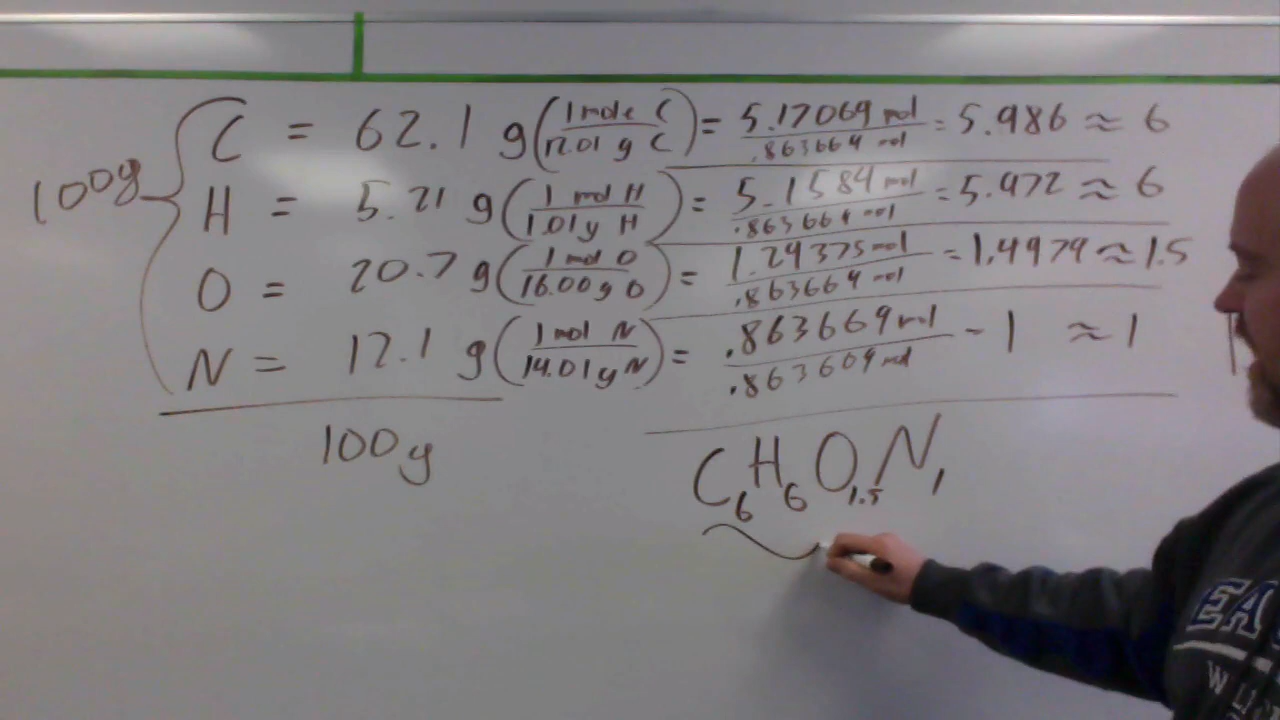 100g
C = 62.1 g (1 mole C / 12.01 g C) = 5.17069 mol / .863664 mol = 5.986 ≈ 6
H = 5.21 g (1 mol H / 1.01 g H) = 5.1584 mol / .863664 mol = 5.972 ≈ 6
O = 20.7 g (1 mol O / 16.00 g O) = 1.29375 mol / .863664 mol = 1.4979 ≈ 1.5
N = 12.1 g (1 mol N / 14.01 g N) = .863669 mol / .863604 mol - 1 ≈ 1
100g
C6H6O1.5N1
EA